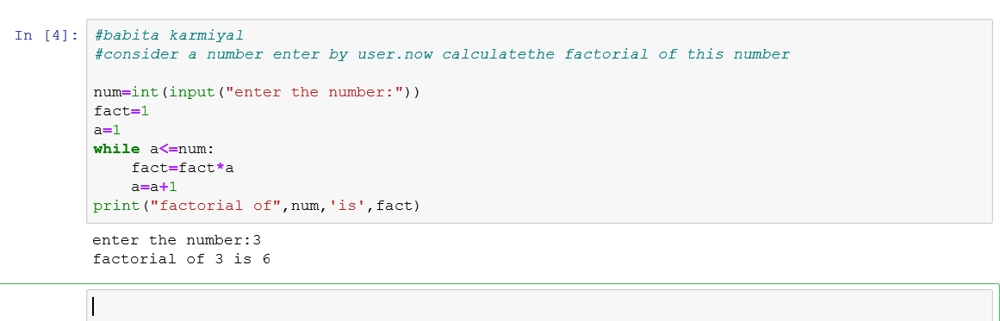 In [4]:
#babita karmiyal
#consider a number enter by user.now calculatethe factorial of this number
num=int(input("enter the number:"))
fact=1
a=1
while a<=num:
    fact=fact*a
    a=a+1
print("factorial of",num,'is',fact)
enter the number:3
factorial of 3 is 6